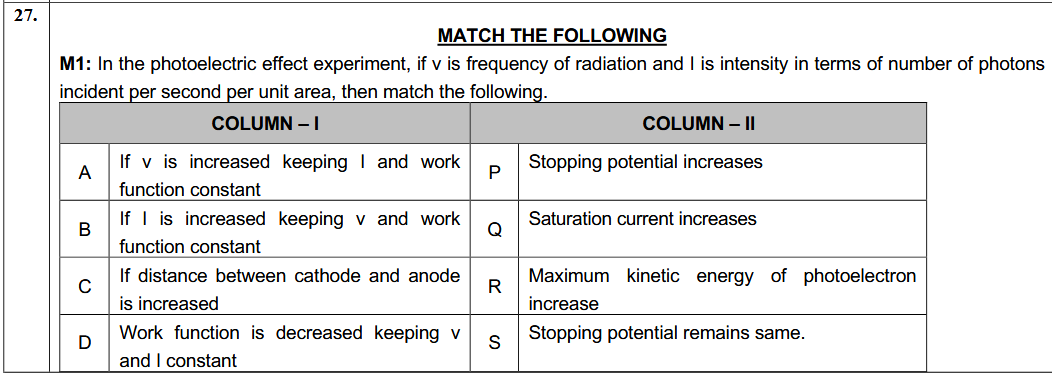 27.
MATCH THE FOLLOWING
M1: In the photoelectric effect experiment, if v is frequency of radiation and I is intensity in terms of number of photons
incident per second per unit area, then match the following.
COLUMN – I COLUMN – II
A If v is increased keeping I and work function constant P Stopping potential increases
B If I is increased keeping v and work function constant Q Saturation current increases
C If distance between cathode and anode is increased R Maximum kinetic energy of photoelectron increase
D Work function is decreased keeping v and I constant S Stopping potential remains same.